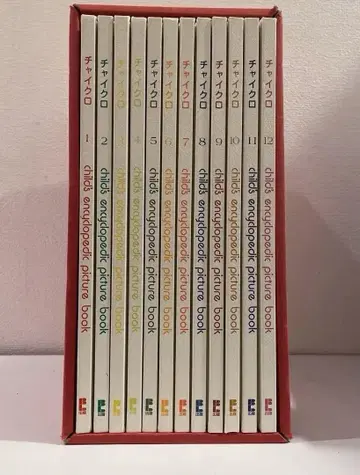 チャイクロ 1 child's encyclopedic picture book
チャイクロ 2 child's encyclopedic picture book
チャイクロ 3 child's encyclopedic picture book
チャイクロ 4 child's encyclopedic picture book
チャイクロ 5 child's encyclopedic picture book
チャイクロ 6 child's encyclopedic picture book
チャイクロ 7 child's encyclopedic picture book
チャイクロ 8 child's encyclopedic picture book
チャイクロ 9 child's encyclopedic picture book
チャイクロ 10 child's encyclopedic picture book
チャイクロ 11 child's encyclopedic picture book
チャイクロ 12 child's encyclopedic picture book